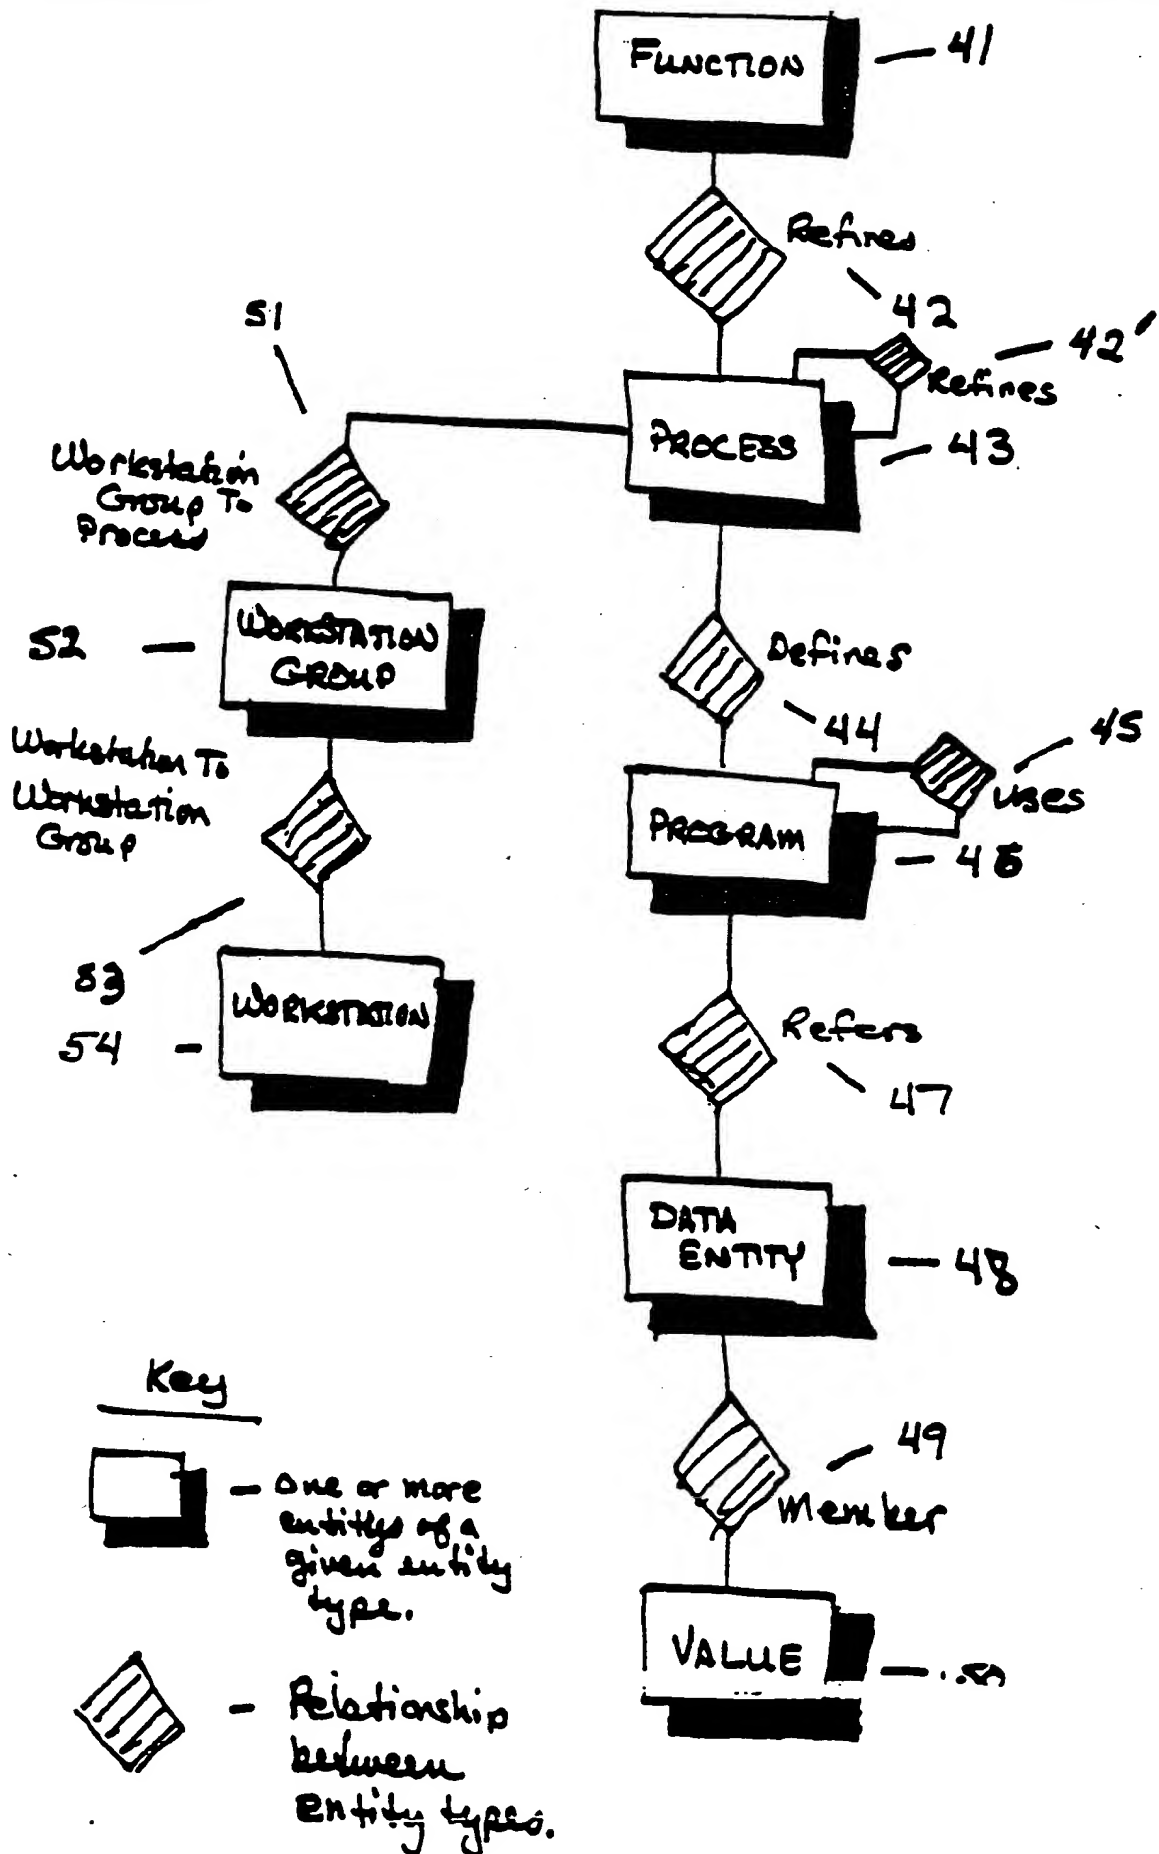 FUNCTION
41
Refines
42
42'
Refines
51
PROCESS
43
Workstation
Group To
Process
52
WORKSTATION
GROUP
Defines
44
45
Uses
Workstation To
Workstation
Group
PROGRAM
53
WORKSTATION
54
Refers
47
DATA
ENTITY
48
Key
One or more
entitys of a
given entity
type.
49
Member
VALUE
Relationship
between
entity types.